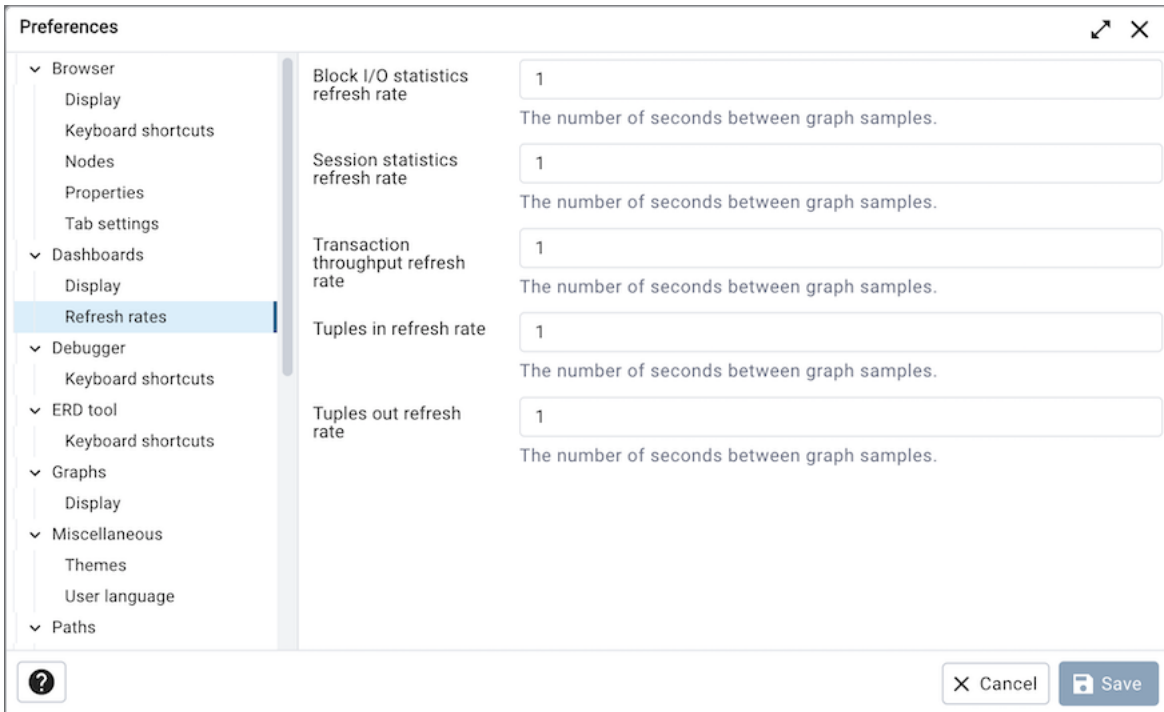 Preferences
Browser
Display
Keyboard shortcuts
Nodes
Properties
Tab settings
Dashboards
Display
Refresh rates
Debugger
Keyboard shortcuts
ERD tool
Keyboard shortcuts
Graphs
Display
Miscellaneous
Themes
User language
Paths
Block I/O statistics
refresh rate
1
The number of seconds between graph samples.
Session statistics
refresh rate
1
The number of seconds between graph samples.
Transaction
throughput refresh
rate
1
The number of seconds between graph samples.
Tuples in refresh rate
1
The number of seconds between graph samples.
Tuples out refresh
rate
1
The number of seconds between graph samples.
?
Cancel
Save